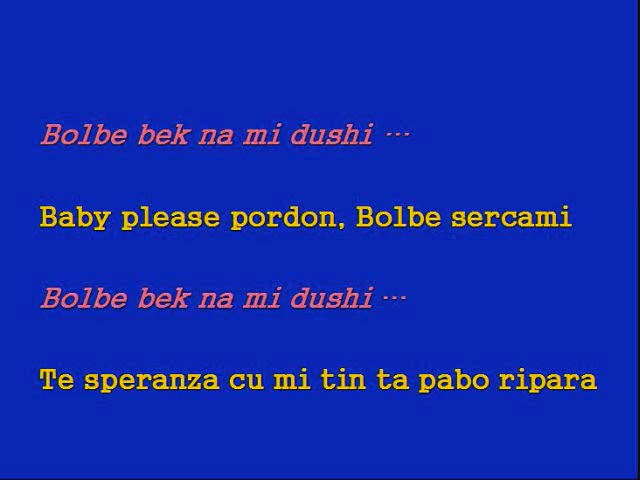 Bolbe bek na mi dushi ...
Baby please pordon, Bolbe sercami
Bolbe bek na mi dushi ...
Te speranza cu mi tin ta pabo ripara